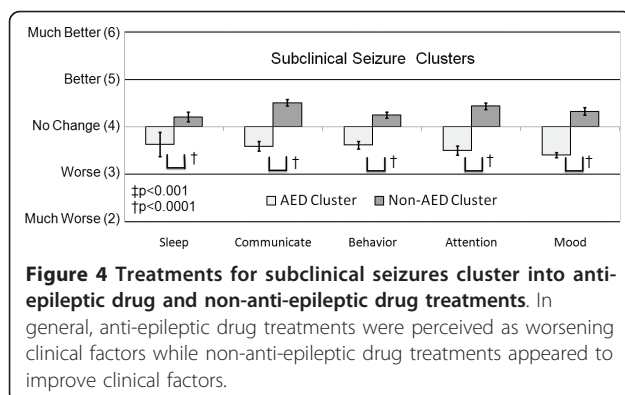 Much Better (6)
Subclinical Seizure Clusters
Better (5)
No Change (4)
† † † † †
Worse (3)
‡p<0.001
†p<0.0001
AED Cluster Non-AED Cluster
Much Worse (2)
Sleep Communicate Behavior Attention Mood
Figure 4 Treatments for subclinical seizures cluster into anti-
epileptic drug and non-anti-epileptic drug treatments. In
general, anti-epileptic drug treatments were perceived as worsening
clinical factors while non-anti-epileptic drug treatments appeared to
improve clinical factors.